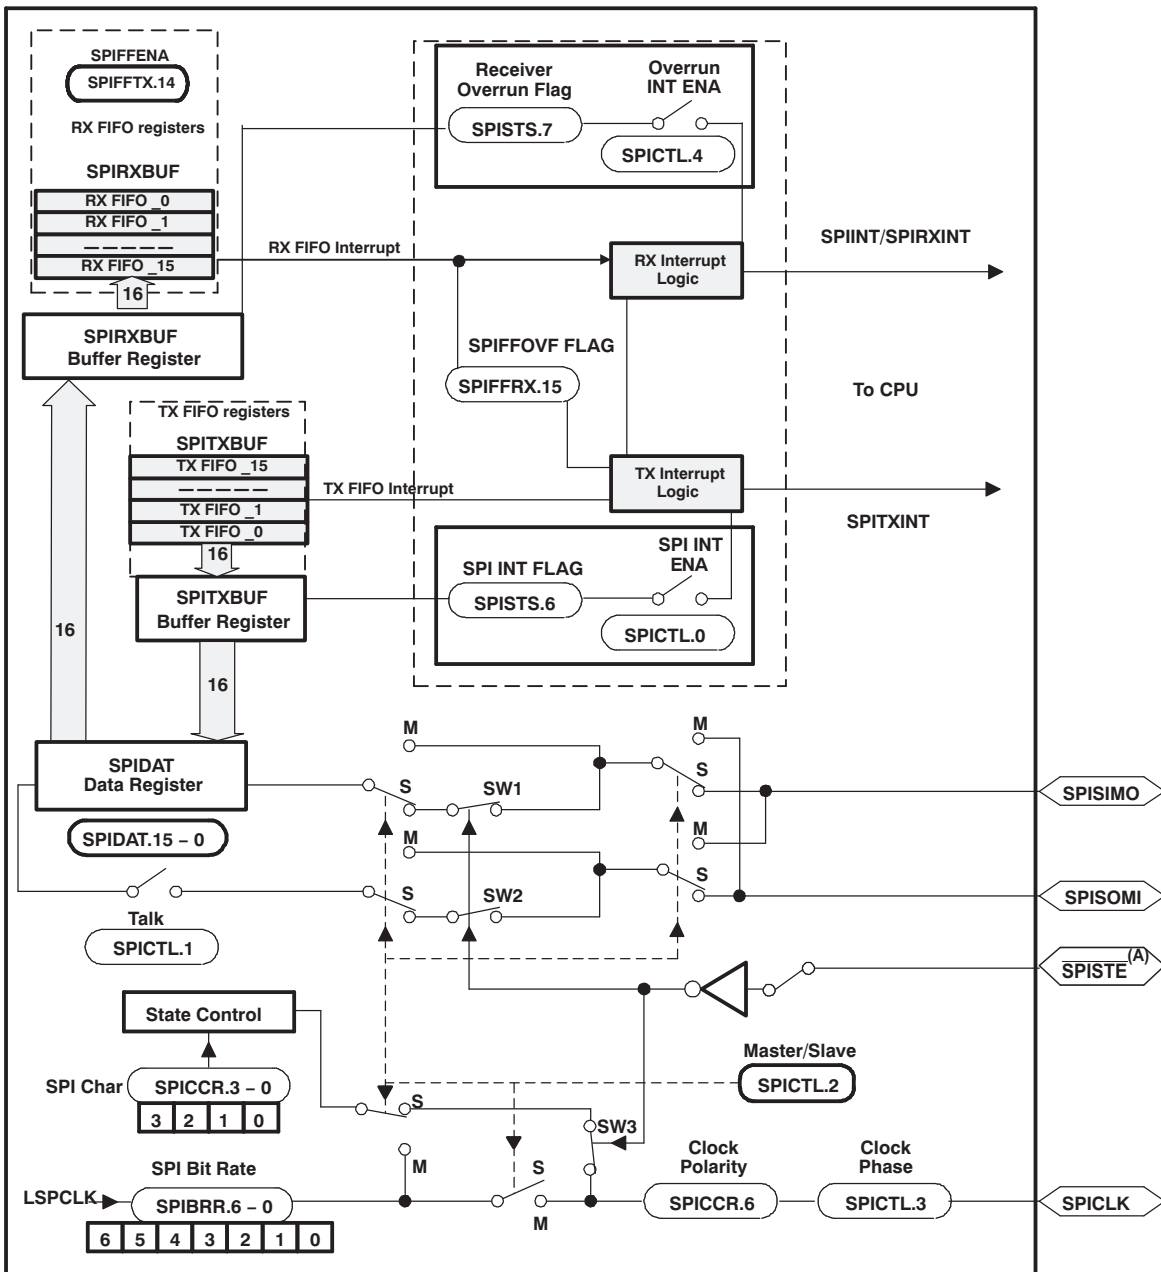 SPIFFENA
SPIFFTX.14
RX FIFO registers
SPIRXBUF
RX FIFO _0
RX FIFO _1
— — — — —
RX FIFO _15
16
SPIRXBUF
Buffer Register
Receiver
Overrun Flag
SPISTS.7
Overrun
INT ENA
SPICTL.4
RX FIFO Interrupt
RX Interrupt
Logic
SPIINT/SPIRXINT
SPIFFOVF FLAG
SPIFFRX.15
To CPU
TX FIFO registers
SPITXBUF
TX FIFO _15
— — — — —
TX FIFO _1
TX FIFO _0
16
TX FIFO Interrupt
TX Interrupt
Logic
SPITXINT
SPITXBUF
Buffer Register
SPI INT FLAG
SPISTS.6
SPI INT
ENA
SPICTL.0
16
16
SPIDAT
Data Register
SPIDAT.15 – 0
M
S
SW1
M
S
SPISIMO
M
S
SW2
M
S
SPISOMI
Talk
SPICTL.1
SPISTE (A)
State Control
Master/Slave
SPICTL.2
SPI Char
SPICCR.3 – 0
3 2 1 0
S
M
SW3
SPI Bit Rate
LSPCLK
SPIBRR.6 – 0
6 5 4 3 2 1 0
S
M
Clock
Polarity
SPICCR.6
Clock
Phase
SPICTL.3
SPICLK